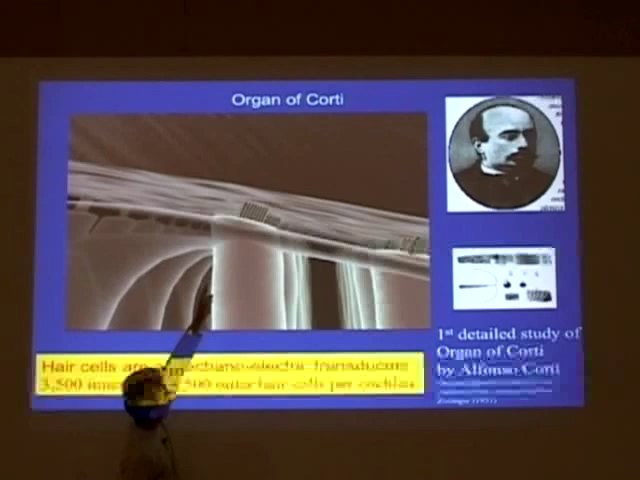 Organ of Corti
1st detailed study of
Organ of Corti
by Alfonso Corti
Hair cells are mechano-electric transducers
3,500 inner 500 outer hair cells per cochlea